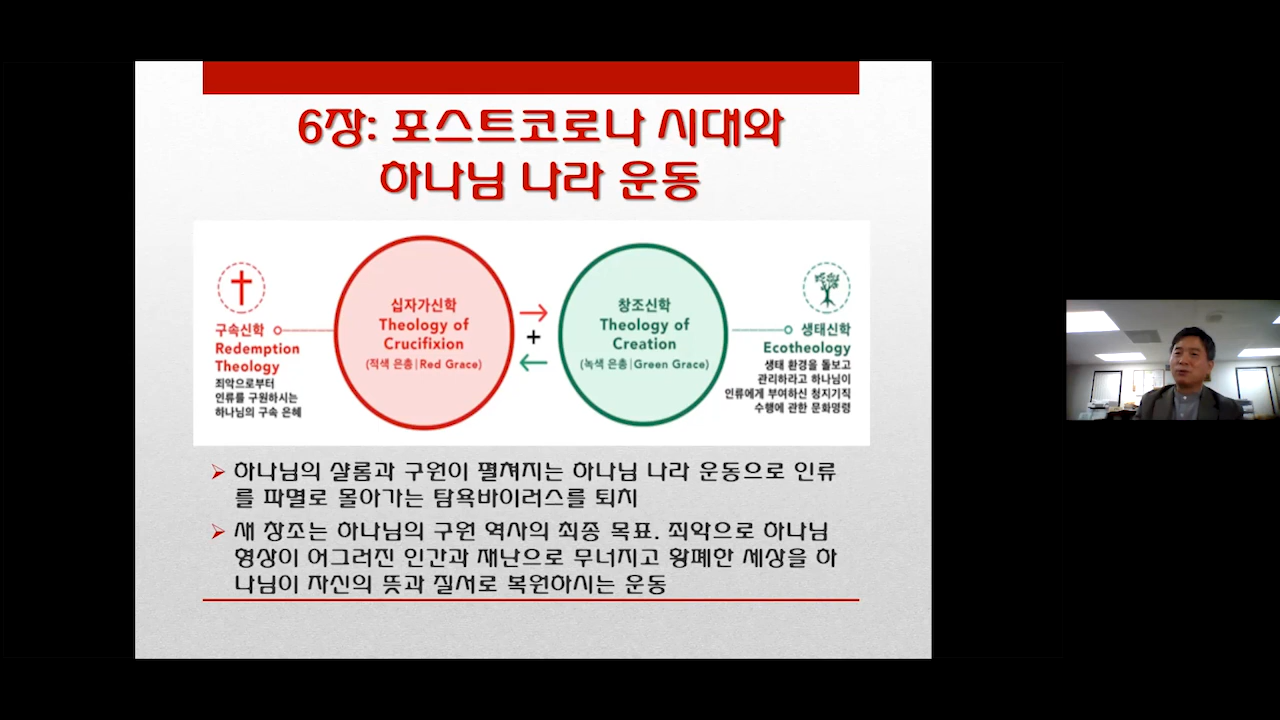 6장: 포스트코로나 시대와
하나님 나라 운동
구속신학
Redemption
Theology
죄악으로부터
인류를 구원하시는
하나님의 구속 은혜
십자가신학
Theology of
Crucifixion
(적색 은총|Red Grace)
+
창조신학
Theology of
Creation
(녹색 은총|Green Grace)
생태신학
Ecotheology
생태 환경을 돌보고
관리하라고 하나님이
인류에게 부여하신 청지기직
수행에 관한 문화명령
하나님의 샬롬과 구원이 펼쳐지는 하나님 나라 운동으로 인류
를 파멸로 몰아가는 탐욕바이러스를 퇴치
새 창조는 하나님의 구원 역사의 최종 목표. 죄악으로 하나님
형상이 어그러진 인간과 재난으로 무너지고 황폐한 세상을 하
나님이 자신의 뜻과 질서로 복원하시는 운동